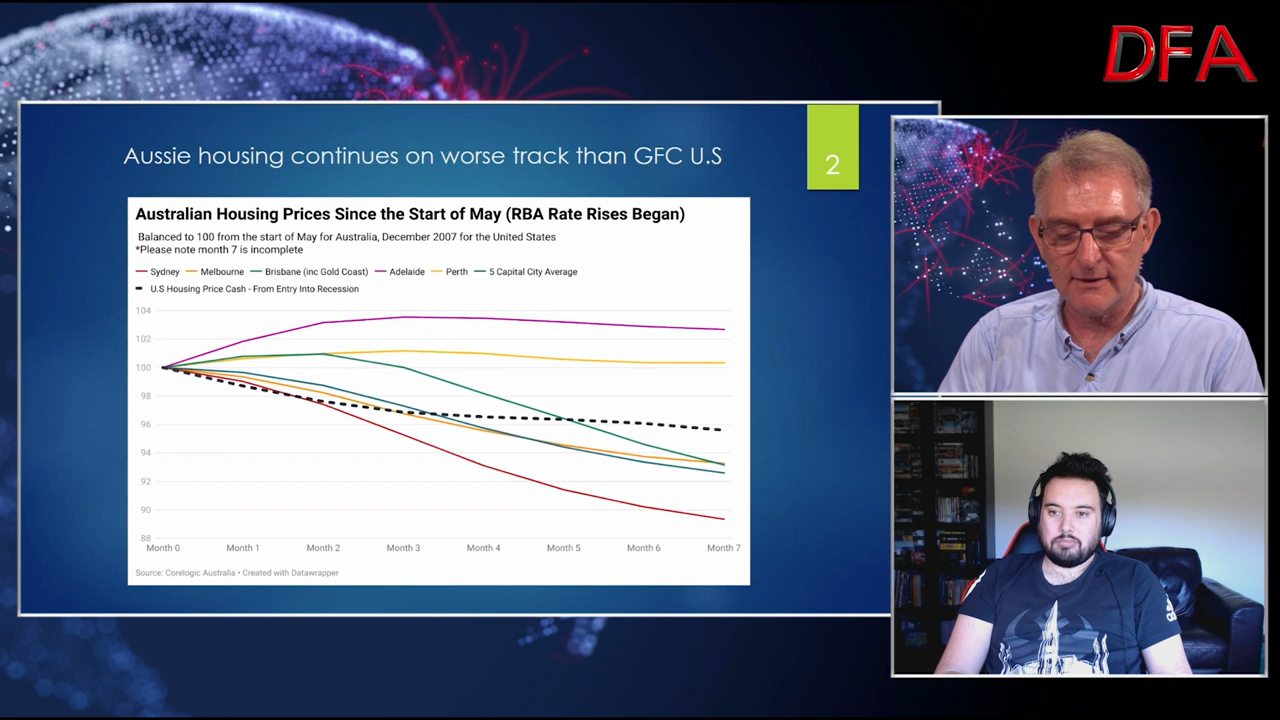 DFA
Aussie housing continues on worse track than GFC U.S
2
Australian Housing Prices Since the Start of May (RBA Rate Rises Began)
Balanced to 100 from the start of May for Australia, December 2007 for the United States
*Please note month 7 is incomplete
Sydney Melbourne Brisbane (inc Gold Coast) Adelaide Perth 5 Capital City Average
U.S Housing Price Cash - From Entry Into Recession
104
102
100
98
96
94
92
90
88
Month 0 Month 1 Month 2 Month 3 Month 4 Month 5 Month 6 Month 7
Source: Corelogic Australia • Created with Datawrapper